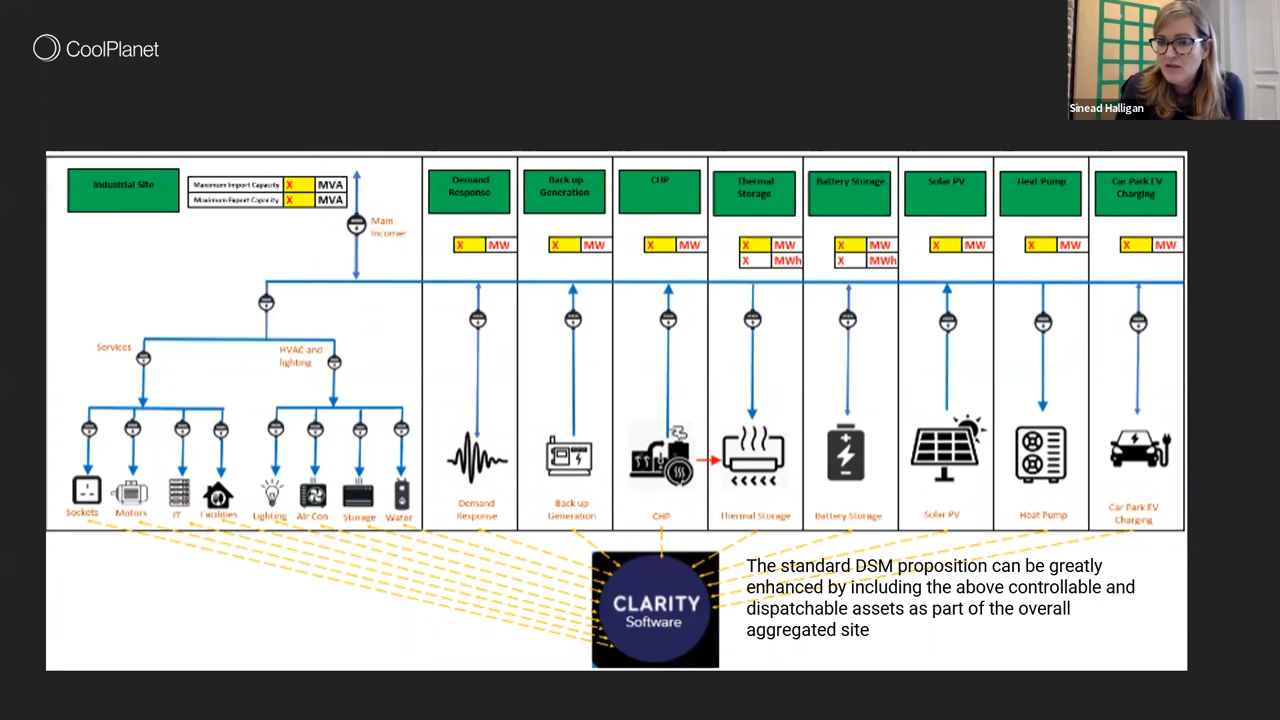 CoolPlanet
Sinead Halligan
Industrial Site
Maximum Import Capacity X MVA
Maximum Export Capacity X MVA
Main
Incomer
Demand
Response
Back up
Generation
CHP
Thermal
Storage
Battery Storage
Solar PV
Heat Pump
Car Park EV
Charging
X MW
X MW
X MW
X MW
X MWh
X MW
X MWh
X MW
X MW
X MW
Services
HVAC and
lighting
Sockets
Motors
IT
Facilities
Lighting
Air Con
Storage
Water
Demand
Response
Back up
Generation
CHP
Thermal Storage
Battery Storage
Solar PV
Heat Pump
Car Park EV
Charging
CLARITY
Software
The standard DSM proposition can be greatly
enhanced by including the above controllable and
dispatchable assets as part of the overall
aggregated site